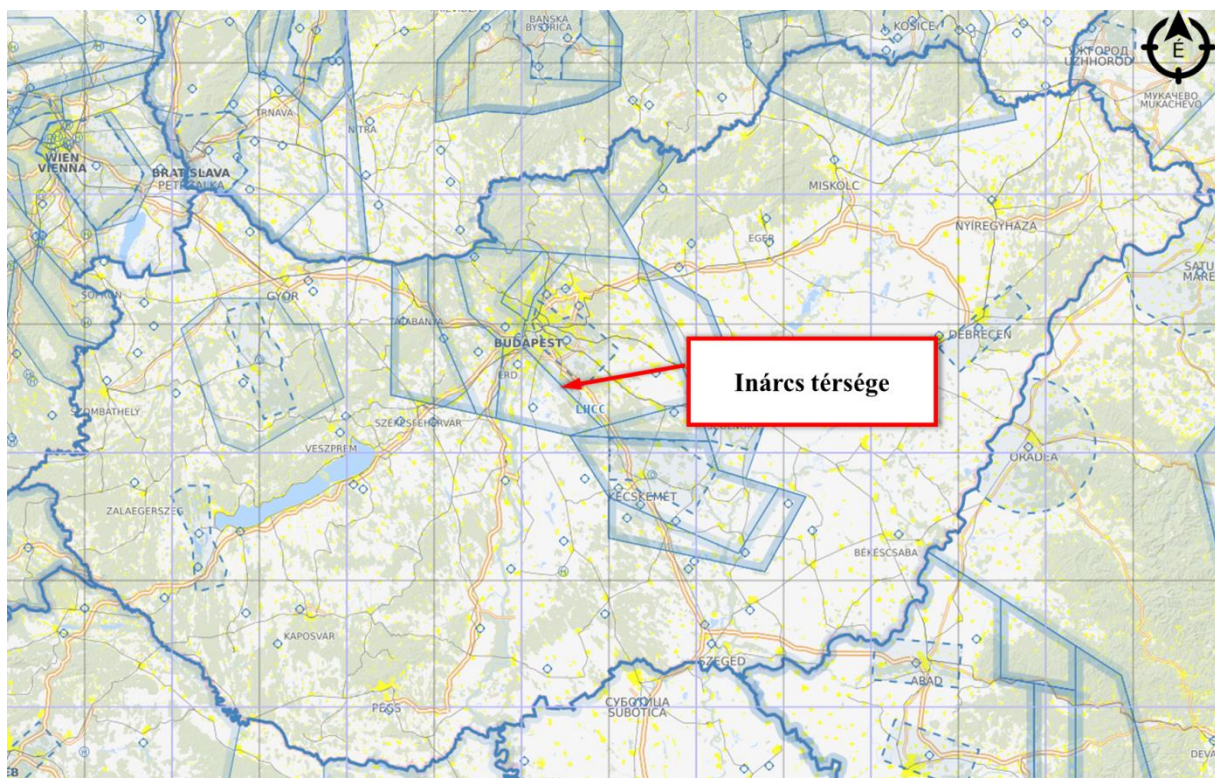 BANSKA
BYSTRICA
KOŠICE
É
УЖГОРОД
UZHHOROD
МУКАЧЕВО
MUKACHEVO
TRNAVA
NITRA
WIEN
VIENNA
BRATISLAVA
PETRŽALKA
MISKOLC
NYÍREGYHÁZA
EGER
SATU
MARE
SOPRON
GYŐR
TATABÁNYA
BUDAPEST
DEBRECEN
ÉRD
Inárcs térsége
SZOMBATHELY
LHCC
SZÉKESFEHÉRVÁR
VESZPRÉM
ORADEA
KECSKEMÉT
ZALAEGERSZEG
BÉKÉSCSABA
KAPOSVÁR
SZEGED
ARAD
PÉCS
СУБОТИЦА
SUBOTICA
DEVA